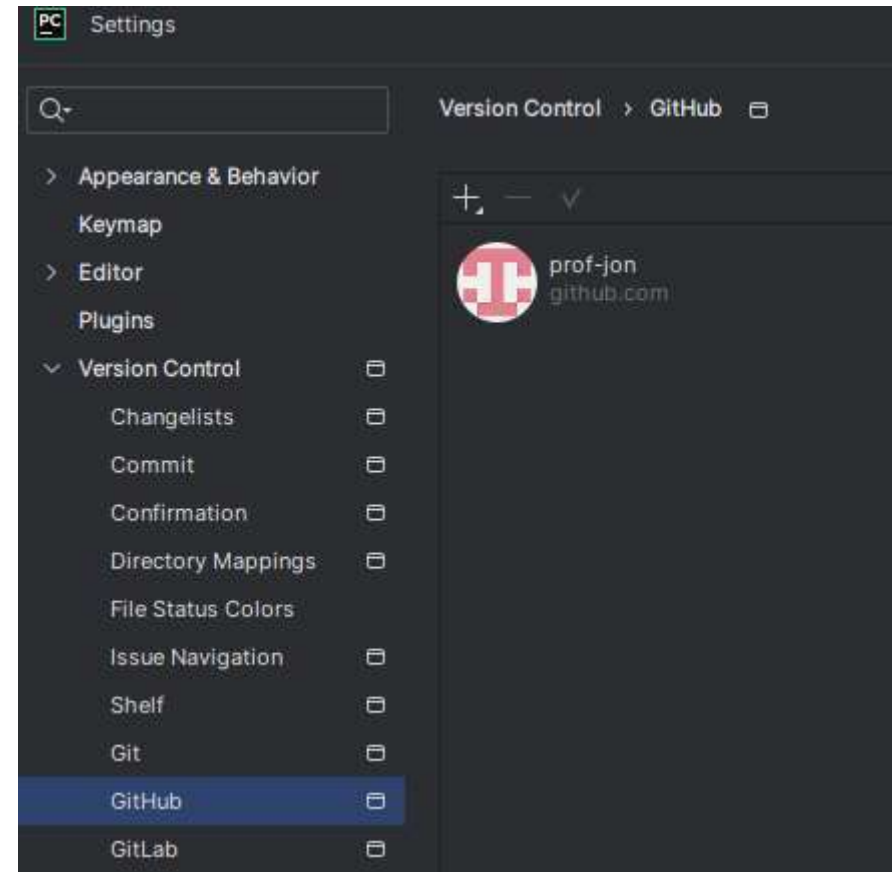 PC Settings
Version Control › GitHub
Appearance & Behavior
Keymap
Editor
Plugins
Version Control
Changelists
Commit
Confirmation
Directory Mappings
File Status Colors
Issue Navigation
Shelf
Git
GitHub
GitLab
prof-jon
github.com